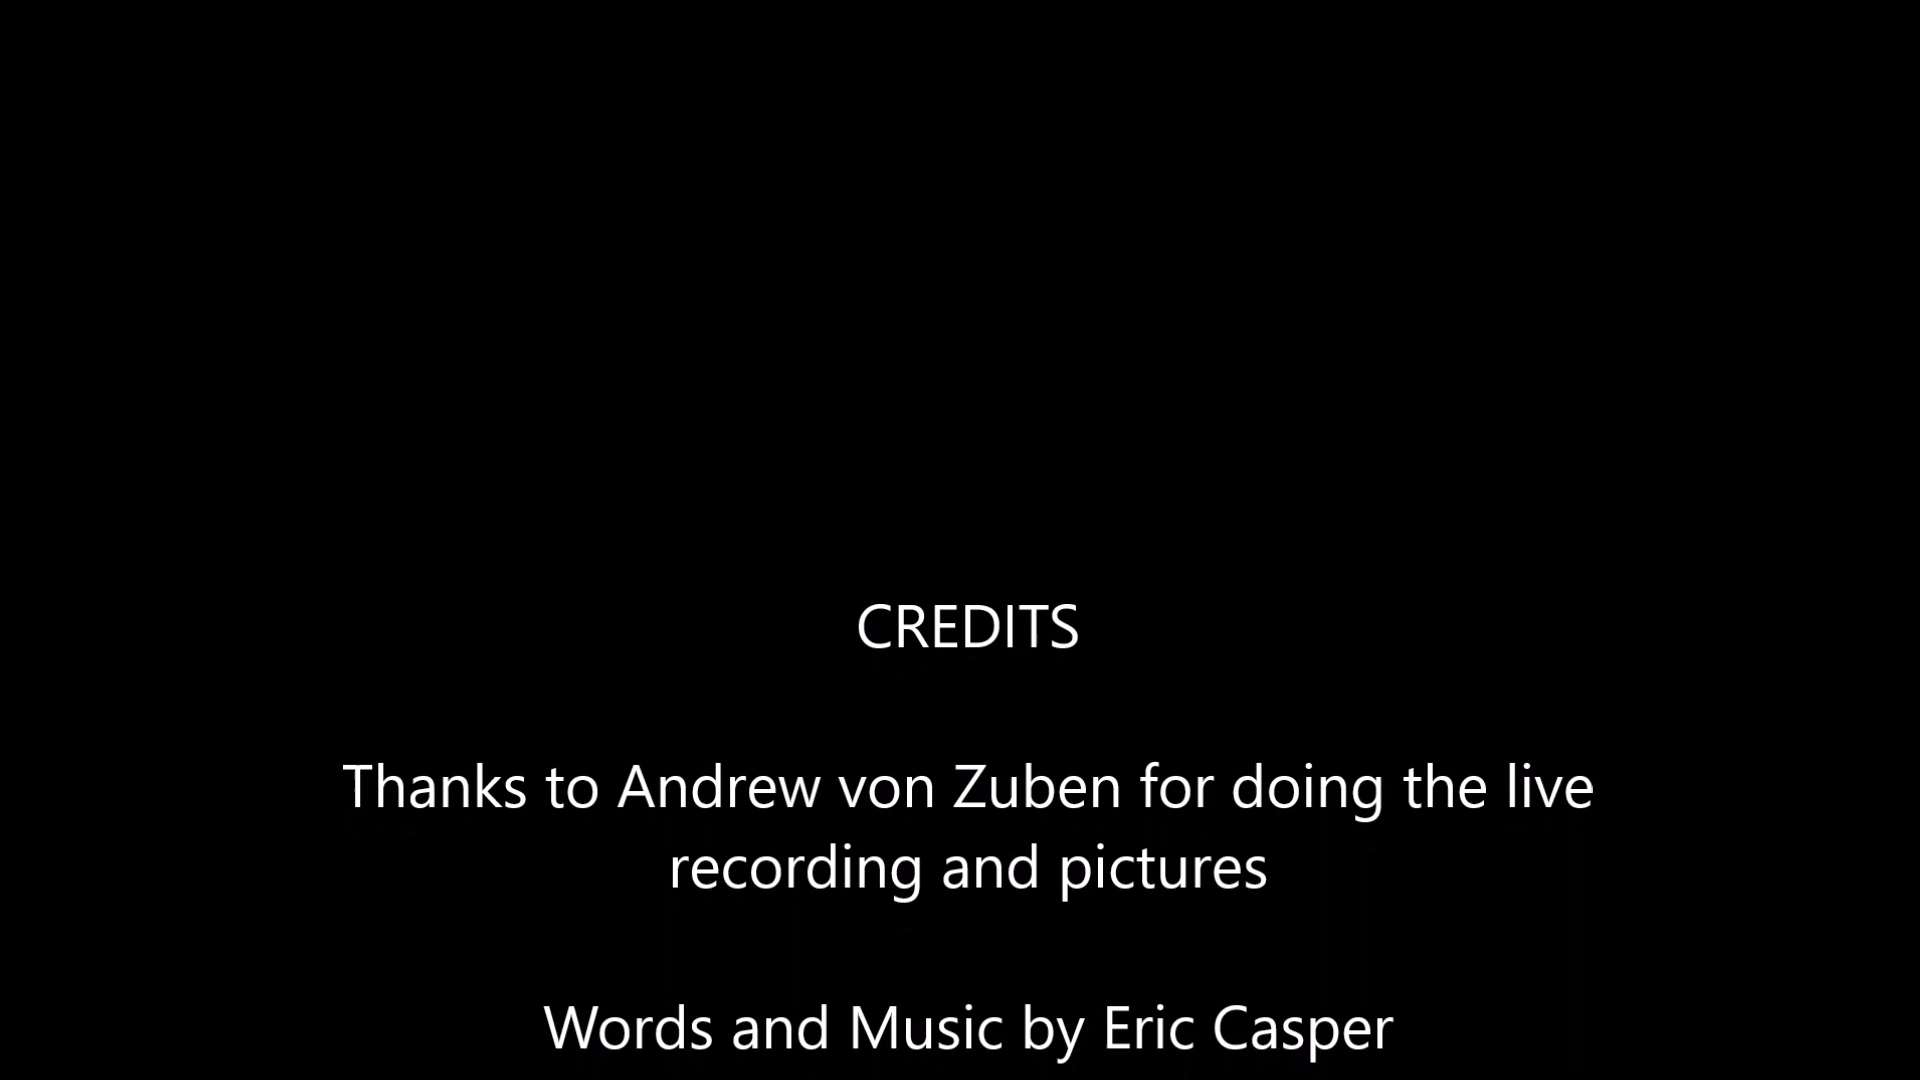 CREDITS
Thanks to Andrew von Zuben for doing the live
recording and pictures
Words and Music by Eric Casper